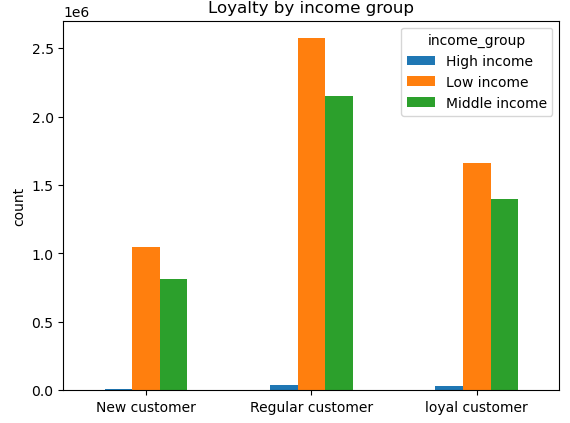 Loyalty by income group
1e6
2.5
2.0
1.5
1.0
0.5
0.0
count
income_group
High income
Low income
Middle income
New customer
Regular customer
loyal customer